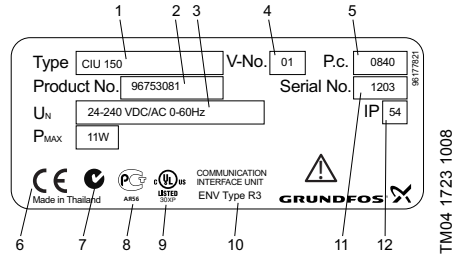 1 2 3 4 5
Type CIU 150 V-No. 01 P.c. 0840
Product No. 96753081 Serial No. 1203
96177821
UN 24-240 VDC/AC 0-60Hz IP 54
PMAX 11W
CE Made in Thailand
PG AR56
c UL us LISTED 30XP
COMMUNICATION
INTERFACE UNIT
ENV Type R3
GRUNDFOS
6 7 8 9 10 11 12
TM04 1723 1008